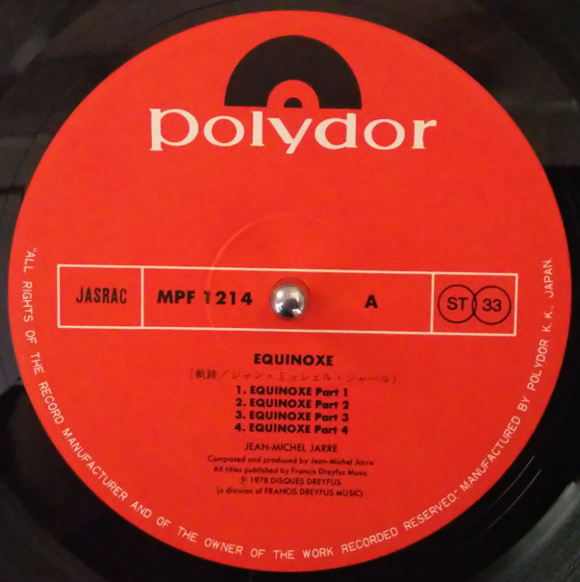 polydor
JASRAC MPF 1214 A ST 33
EQUINOXE
(軌跡/ジャン・ミッシェル・ジャール)
1. EQUINOXE Part 1
2. EQUINOXE Part 2
3. EQUINOXE Part 3
4. EQUINOXE Part 4
JEAN-MICHEL JARRE
Composed and produced by Jean-Michel Jarre
All titles published by Francis Dreyfus Music
Ⓟ 1978 DISQUES DREYFUS
(a division of FRANCIS DREYFUS MUSIC)
"ALL RIGHTS OF THE RECORD MANUFACTURER AND OF THE OWNER OF THE WORK RECORDED RESERVED." MANUFACTURED BY POLYDOR K.K., JAPAN.